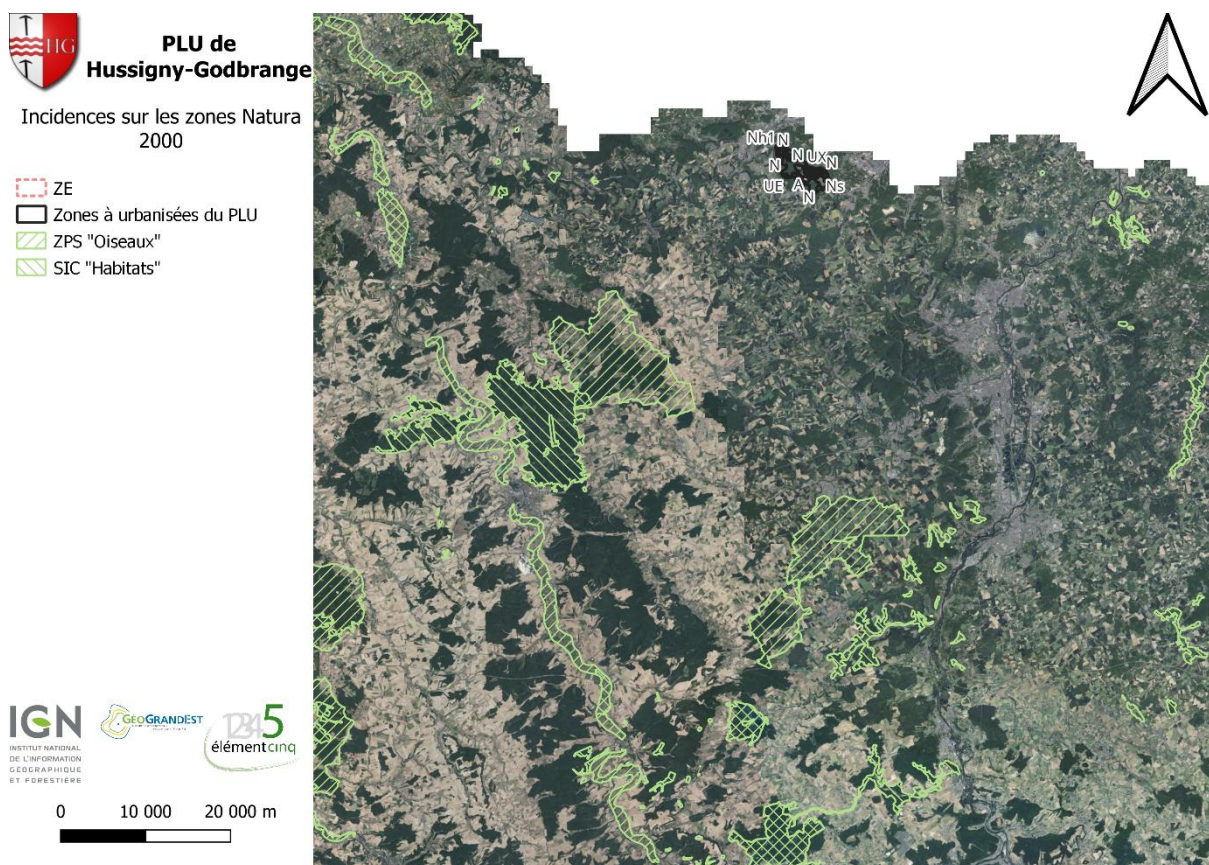 HG
PLU de
Hussigny-Godbrange
Incidences sur les zones Natura
2000
ZE
Zones à urbanisées du PLU
ZPS "Oiseaux"
SIC "Habitats"
IGN
INSTITUT NATIONAL
DE L'INFORMATION
GÉOGRAPHIQUE
ET FORESTIÈRE
GÉOGRANDEST
12345
élémentcinq
0 10 000 20 000 m
Nh1 N
N UX N
N
UE A Ns
N